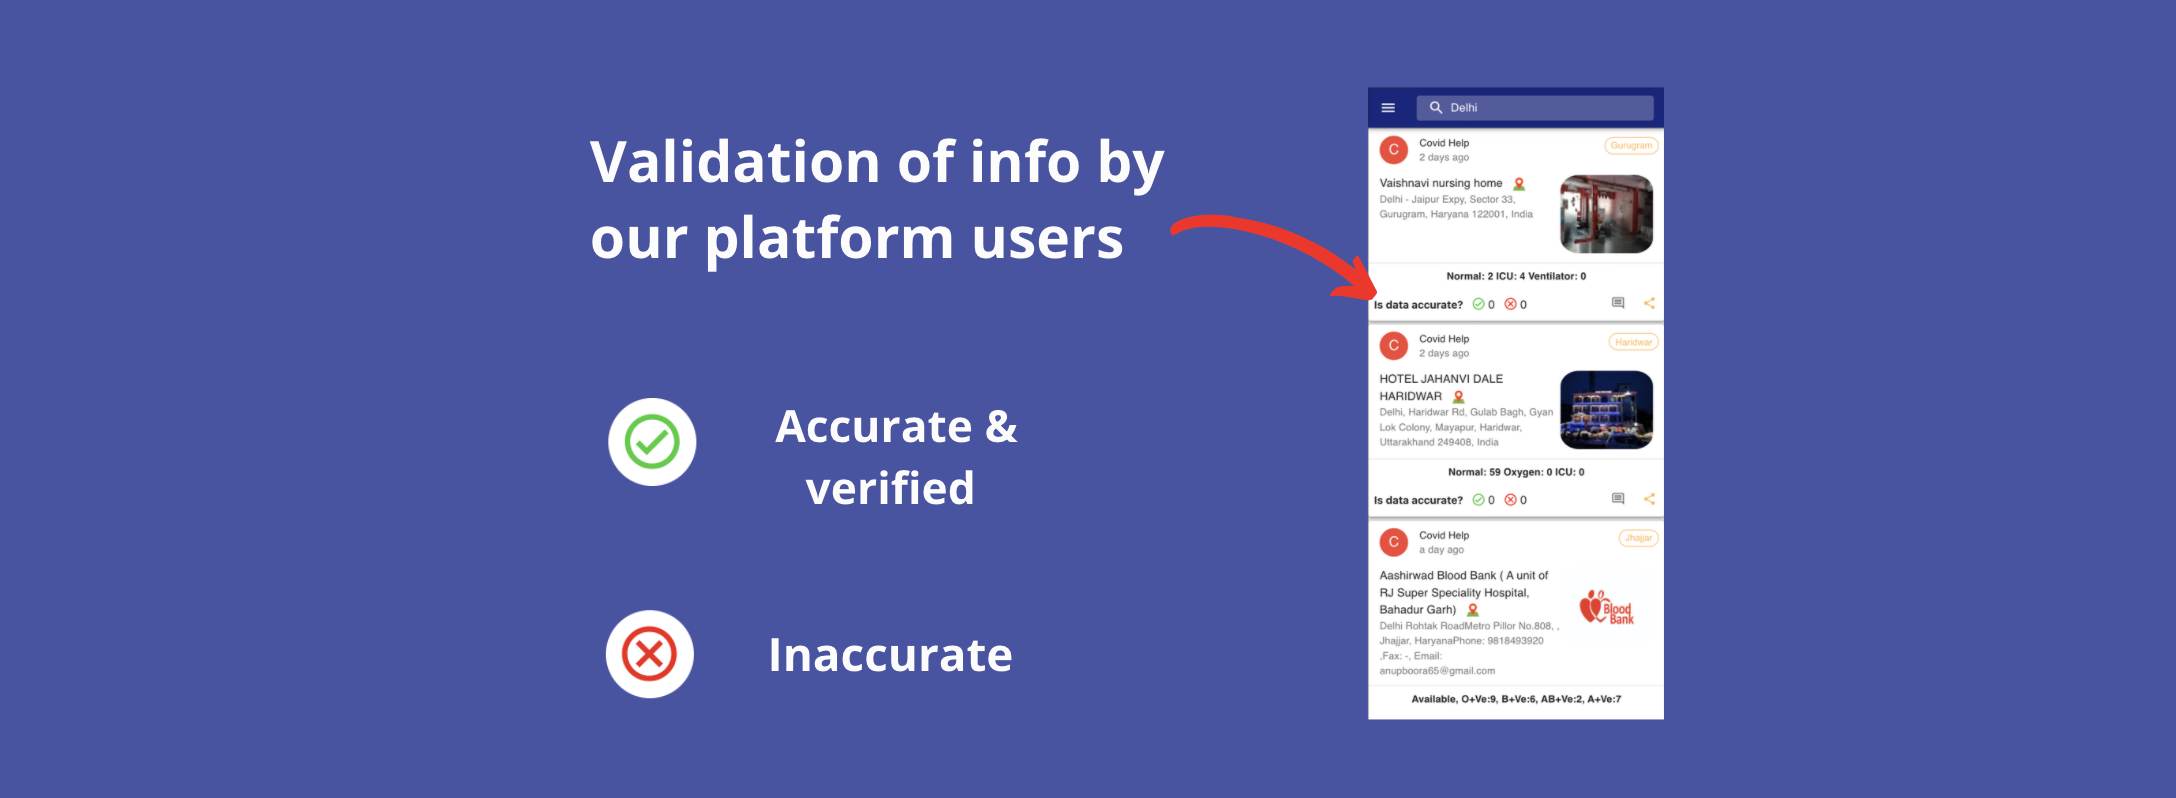 Validation of info by
our platform users
Accurate &
verified
Inaccurate
Delhi
C
Covid Help
2 days ago
Gurugram
Vaishnavi nursing home
Delhi - Jaipur Expy, Sector 33,
Gurugram, Haryana 122001, India
Normal: 2 ICU: 4 Ventilator: 0
Is data accurate? 0 0
C
Covid Help
2 days ago
Haridwar
HOTEL JAHANVI DALE
HARIDWAR
Delhi, Haridwar Rd, Gulab Bagh, Gyan
Lok Colony, Mayapur, Haridwar,
Uttarakhand 249408, India
Normal: 59 Oxygen: 0 ICU: 0
Is data accurate? 0 0
C
Covid Help
a day ago
Jhajjar
Aashirwad Blood Bank ( A unit of
RJ Super Speciality Hospital,
Bahadur Garh)
Delhi Rohtak RoadMetro Pillor No.808, ,
Jhajjar, HaryanaPhone: 9818493920
,Fax: -, Email:
anupboora65@gmail.com
Blood
Bank
Available, O+Ve:9, B+Ve:6, AB+Ve:2, A+Ve:7